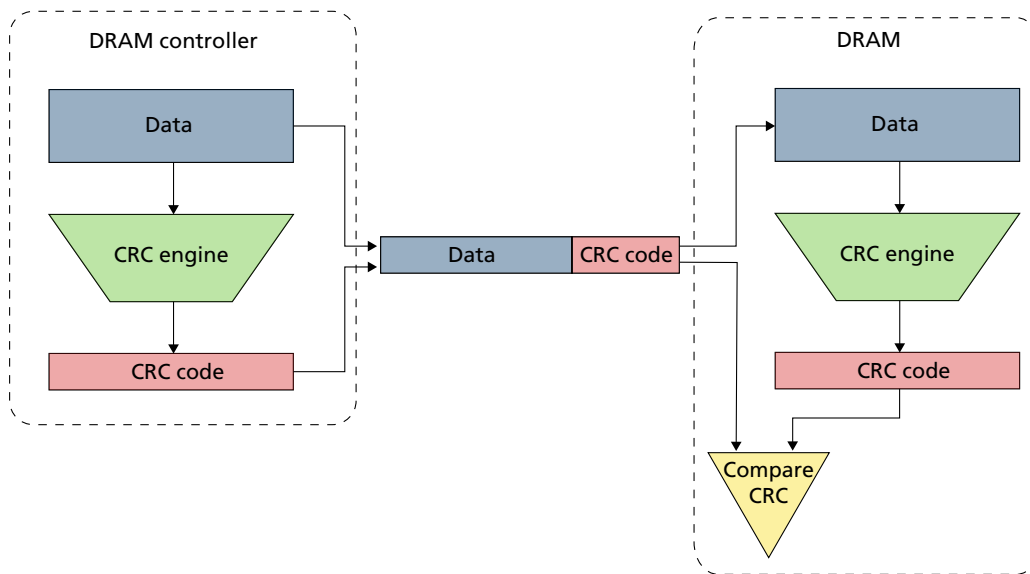 DRAM controller
Data
CRC engine
CRC code
Data
CRC code
DRAM
Data
CRC engine
CRC code
Compare
CRC